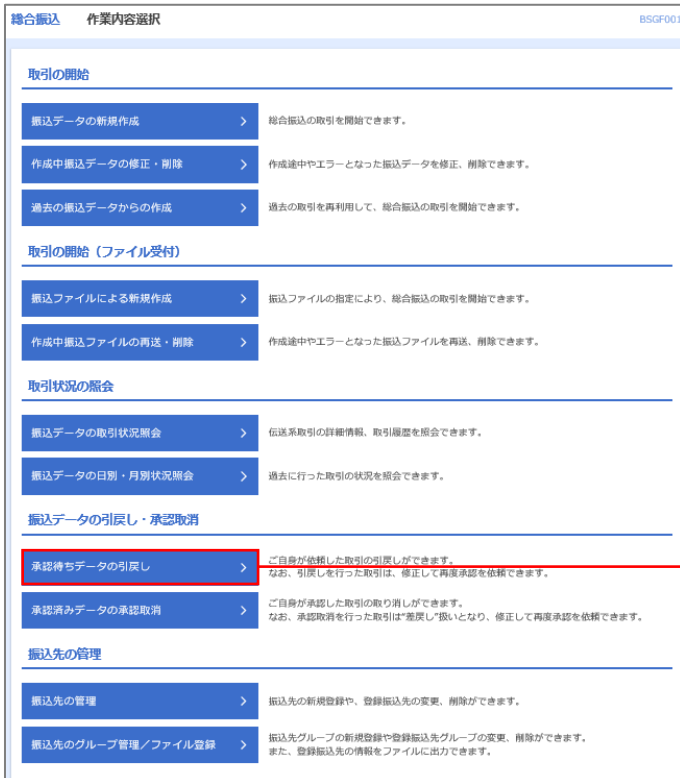 総合振込 作業内容選択 BSGF001
取引の開始
振込データの新規作成 総合振込の取引を開始できます。
作成中振込データの修正・削除 作成途中やエラーとなった振込データを修正、削除できます。
過去の振込データからの作成 過去の取引を再利用して、総合振込の取引を開始できます。
取引の開始（ファイル受付）
振込ファイルによる新規作成 振込ファイルの指定により、総合振込の取引を開始できます。
作成中振込ファイルの再送・削除 作成途中やエラーとなった振込ファイルを再送、削除できます。
取引状況の照会
振込データの取引状況照会 伝送系取引の詳細情報、取引履歴を照会できます。
振込データの日別・月別状況照会 過去に行った取引の状況を照会できます。
振込データの引戻し・承認取消
承認待ちデータの引戻し ご自身が依頼した取引の引戻しができます。
なお、引戻しを行った取引は、修正して再度承認を依頼できます。
承認済みデータの承認取消 ご自身が承認した取引の取り消しができます。
なお、承認取消を行った取引は"差戻し"扱いとなり、修正して再度承認を依頼できます。
振込先の管理
振込先の管理 振込先の新規登録や、登録振込先の変更、削除ができます。
振込先のグループ管理／ファイル登録 振込先グループの新規登録や登録振込先グループの変更、削除ができます。
また、登録振込先の情報をファイルに出力できます。